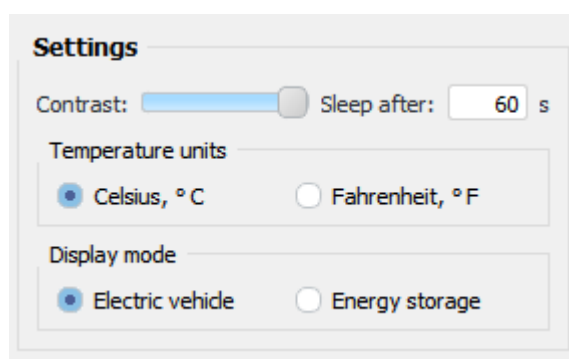 Settings
Contrast: Sleep after: 60 s
Temperature units
Celsius, ° C Fahrenheit, ° F
Display mode
Electric vehicle Energy storage